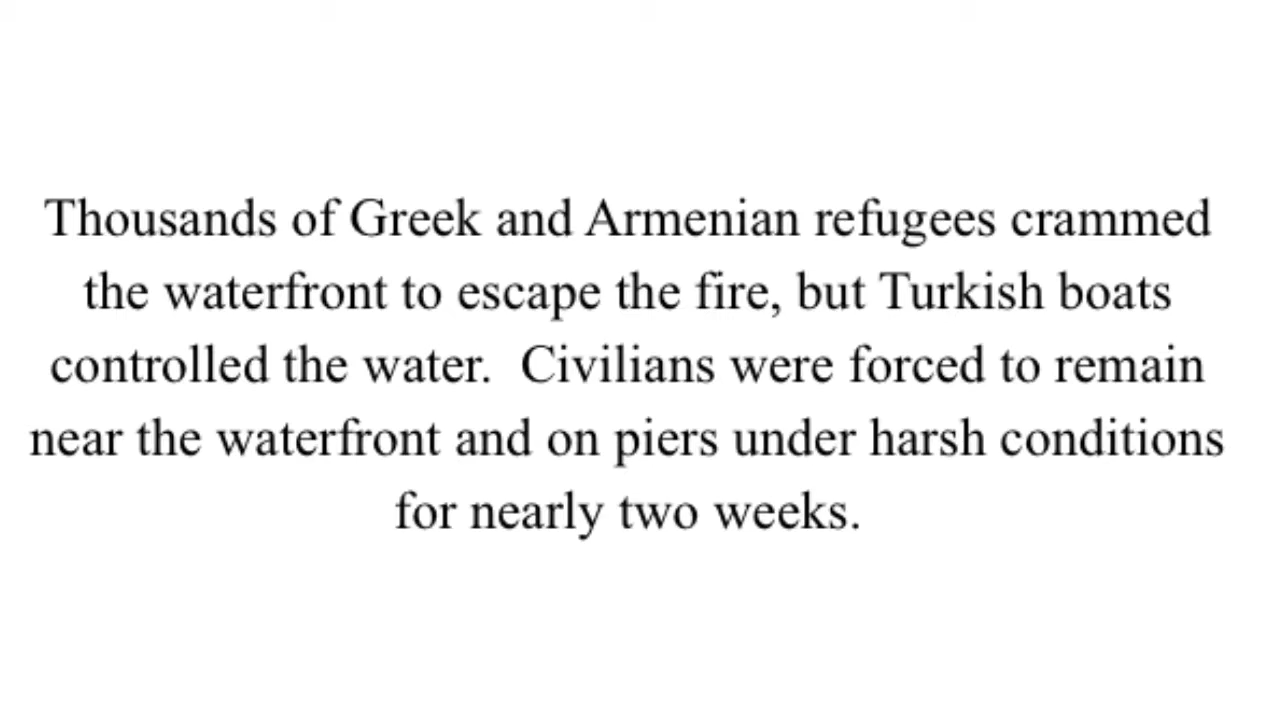 Thousands of Greek and Armenian refugees crammed
the waterfront to escape the fire, but Turkish boats
controlled the water.  Civilians were forced to remain
near the waterfront and on piers under harsh conditions
for nearly two weeks.